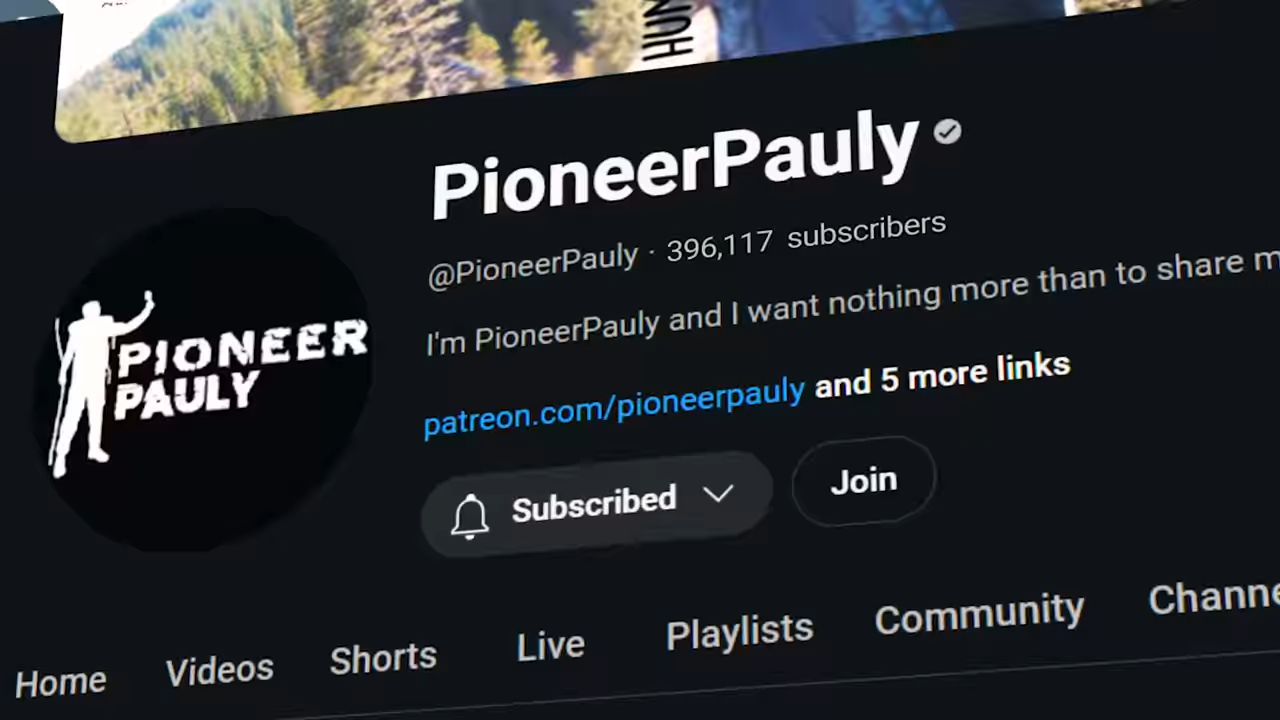 HUN
PioneerPauly
@PioneerPauly · 396,117 subscribers
I'm PioneerPauly and I want nothing more than to share m
PIONEER
PAULY
patreon.com/pioneerpauly and 5 more links
Subscribed
Join
Home Videos Shorts Live Playlists Community Channe